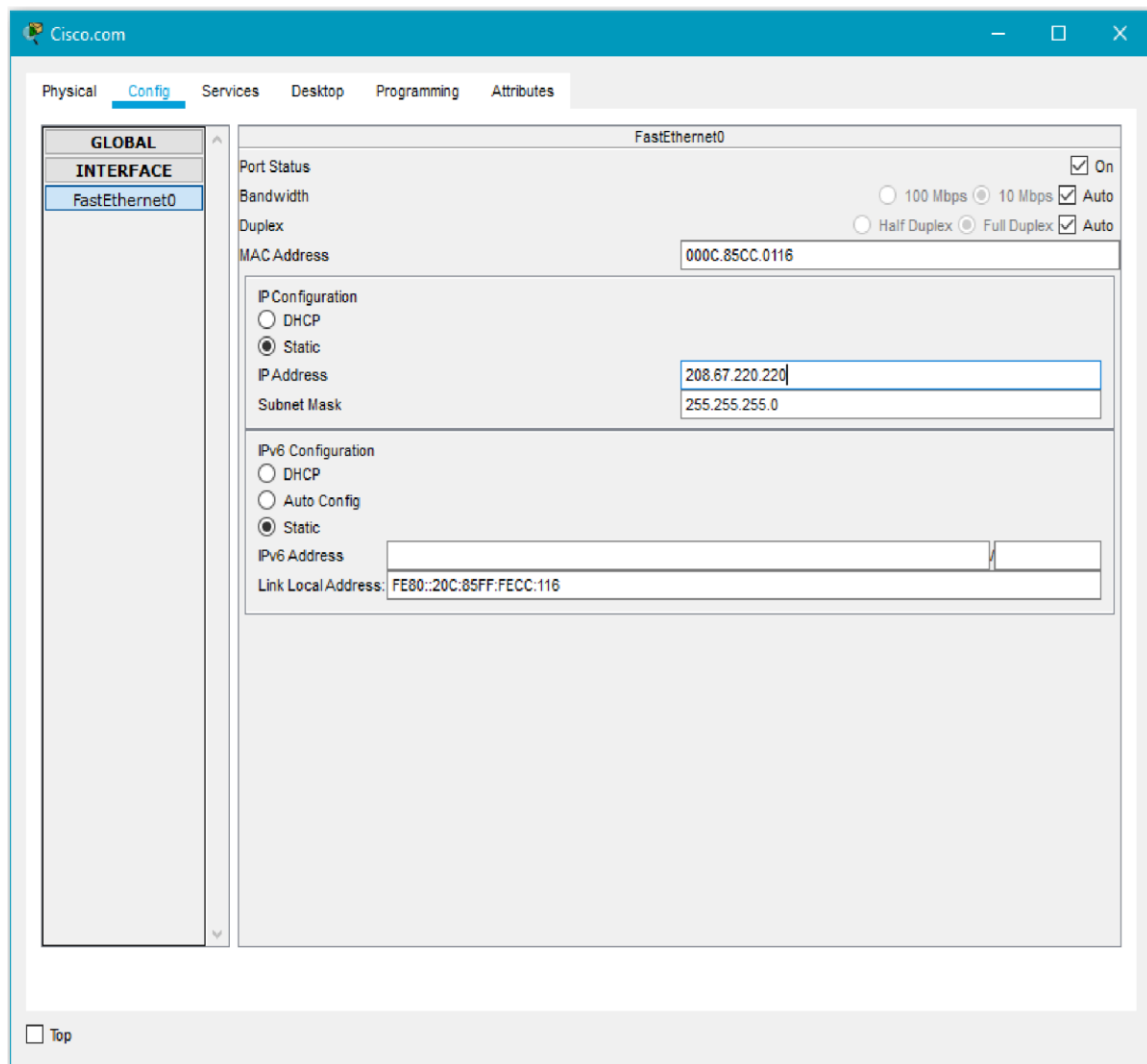 Cisco.com
Physical Config Services Desktop Programming Attributes
GLOBAL
INTERFACE
FastEthernet0
FastEthernet0
Port Status On
Bandwidth 100 Mbps 10 Mbps Auto
Duplex Half Duplex Full Duplex Auto
MAC Address 000C.85CC.0116
IP Configuration
DHCP
Static
IP Address 208.67.220.220
Subnet Mask 255.255.255.0
IPv6 Configuration
DHCP
Auto Config
Static
IPv6 Address /
Link Local Address: FE80::20C:85FF:FECC:116
Top